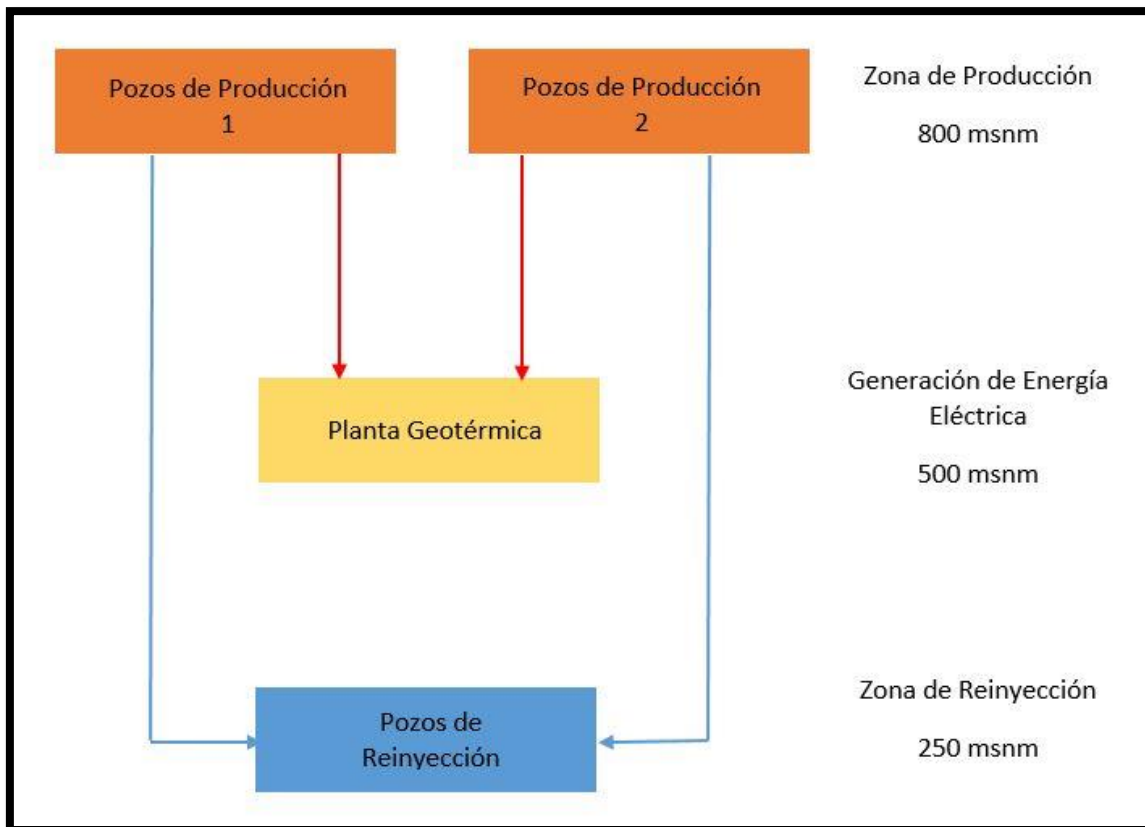 Pozos de Producción
1
Pozos de Producción
2
Zona de Producción
800 msnm
Planta Geotérmica
Generación de Energía
Eléctrica
500 msnm
Pozos de
Reinyección
Zona de Reinyección
250 msnm